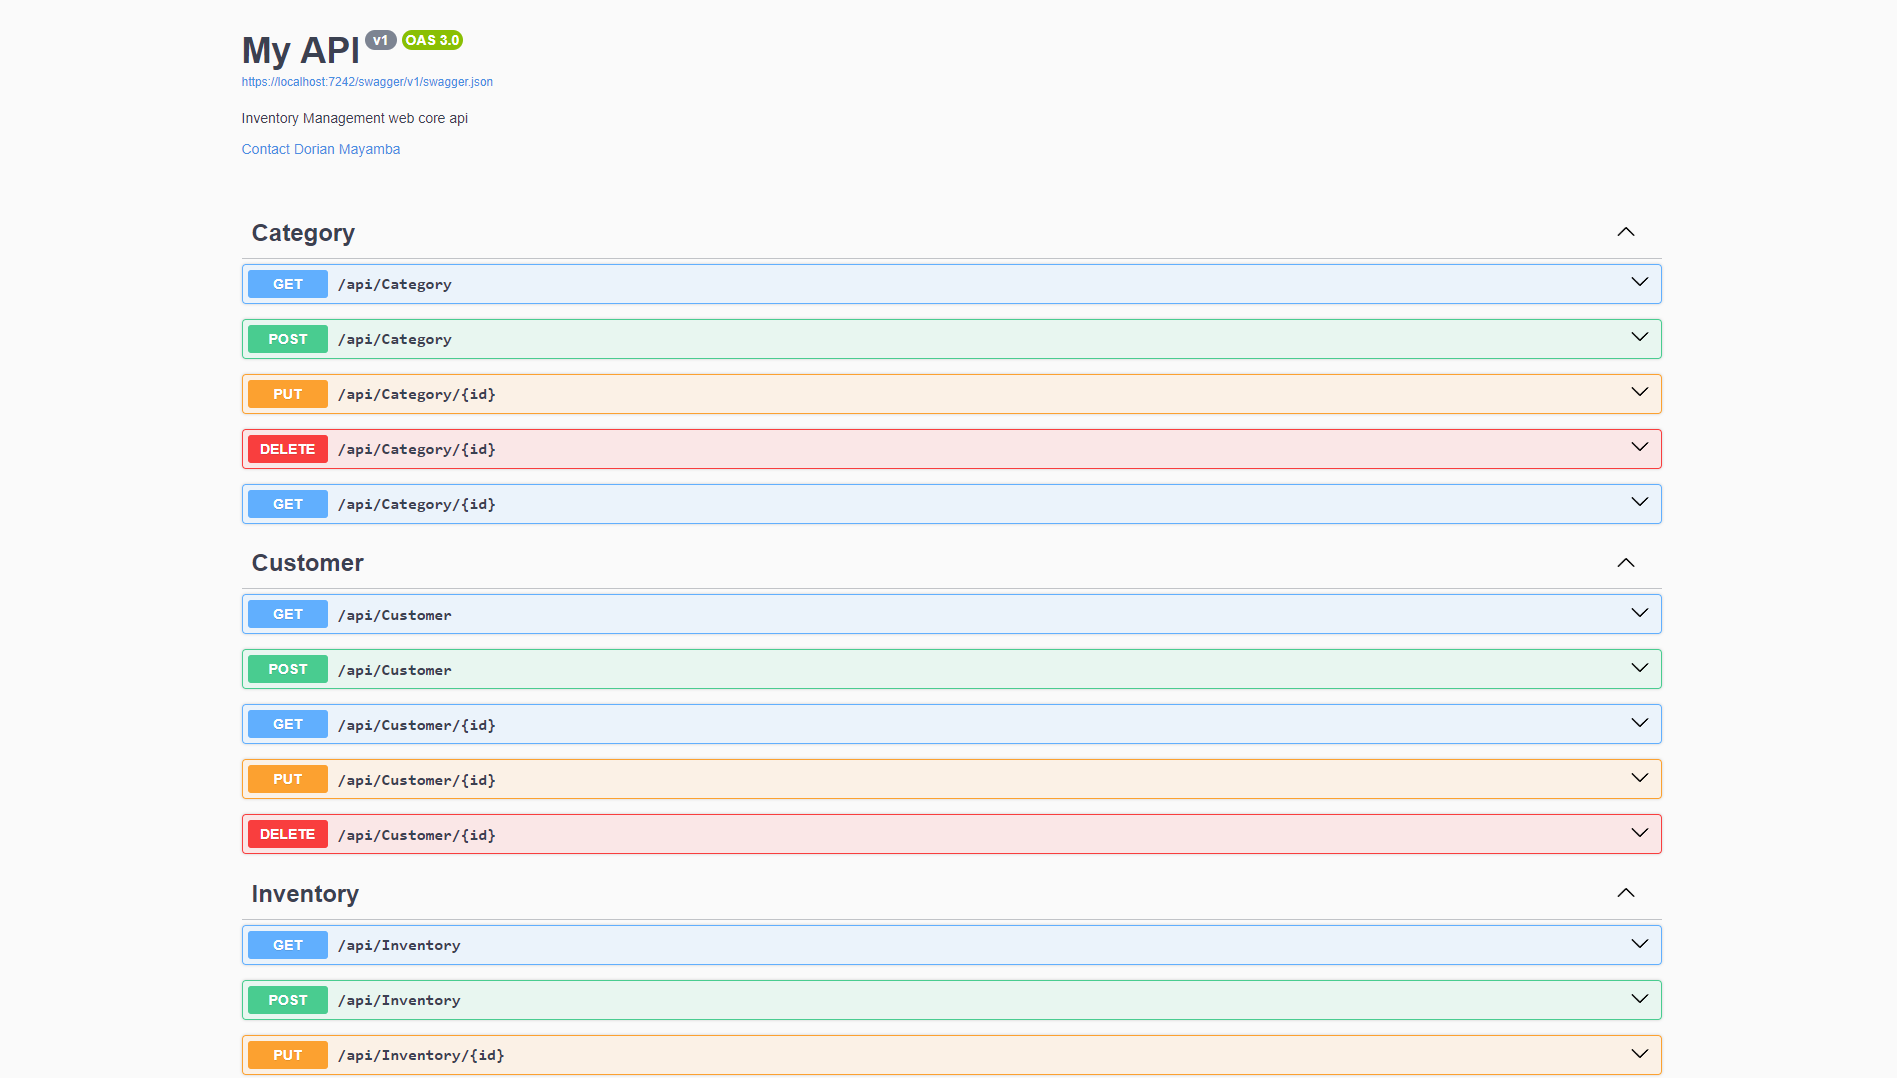 My API v1 OAS 3.0
https://localhost:7242/swagger/v1/swagger.json
Inventory Management web core api
Contact Dorian Mayamba
Category
GET /api/Category
POST /api/Category
PUT /api/Category/{id}
DELETE /api/Category/{id}
GET /api/Category/{id}
Customer
GET /api/Customer
POST /api/Customer
GET /api/Customer/{id}
PUT /api/Customer/{id}
DELETE /api/Customer/{id}
Inventory
GET /api/Inventory
POST /api/Inventory
PUT /api/Inventory/{id}